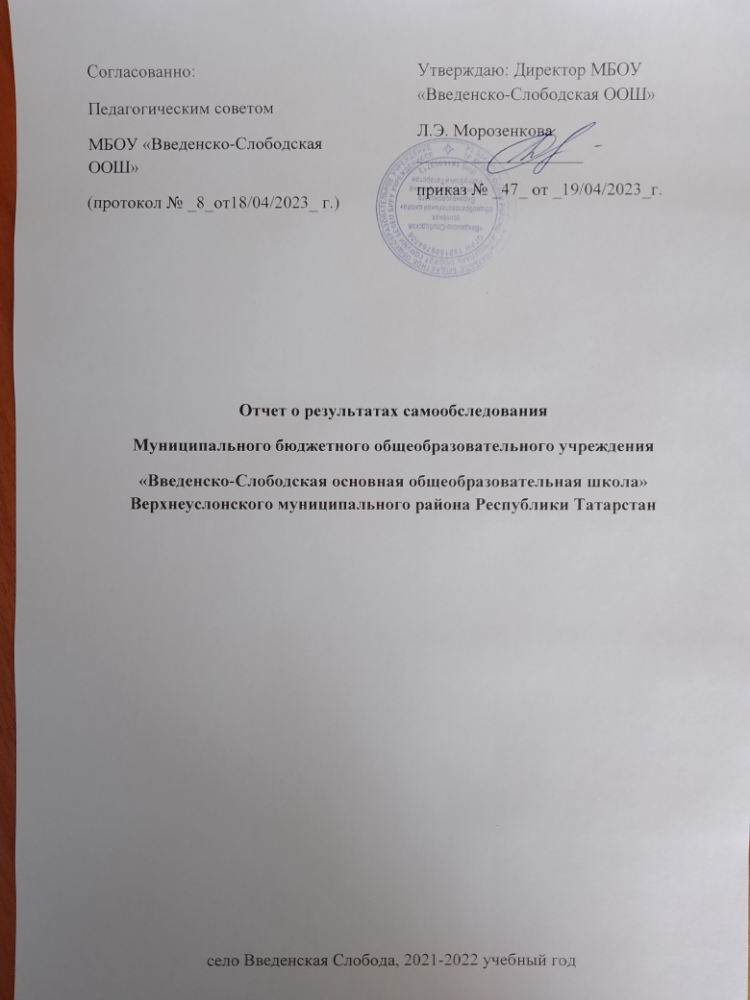 Согласованно:
Педагогическим советом
МБОУ «Введенско-Слободская
ООШ»
(протокол № _8_от18/04/2023_ г.)
Утверждаю: Директор МБОУ
«Введенско-Слободская ООШ»
Л.Э. Морозенкова
приказ № _47_ от _19/04/2023_г.
Отчет о результатах самообследования
Муниципального бюджетного общеобразовательного учреждения
«Введенско-Слободская основная общеобразовательная школа»
Верхнеуслонского муниципального района Республики Татарстан
село Введенская Слобода, 2021-2022 учебный год